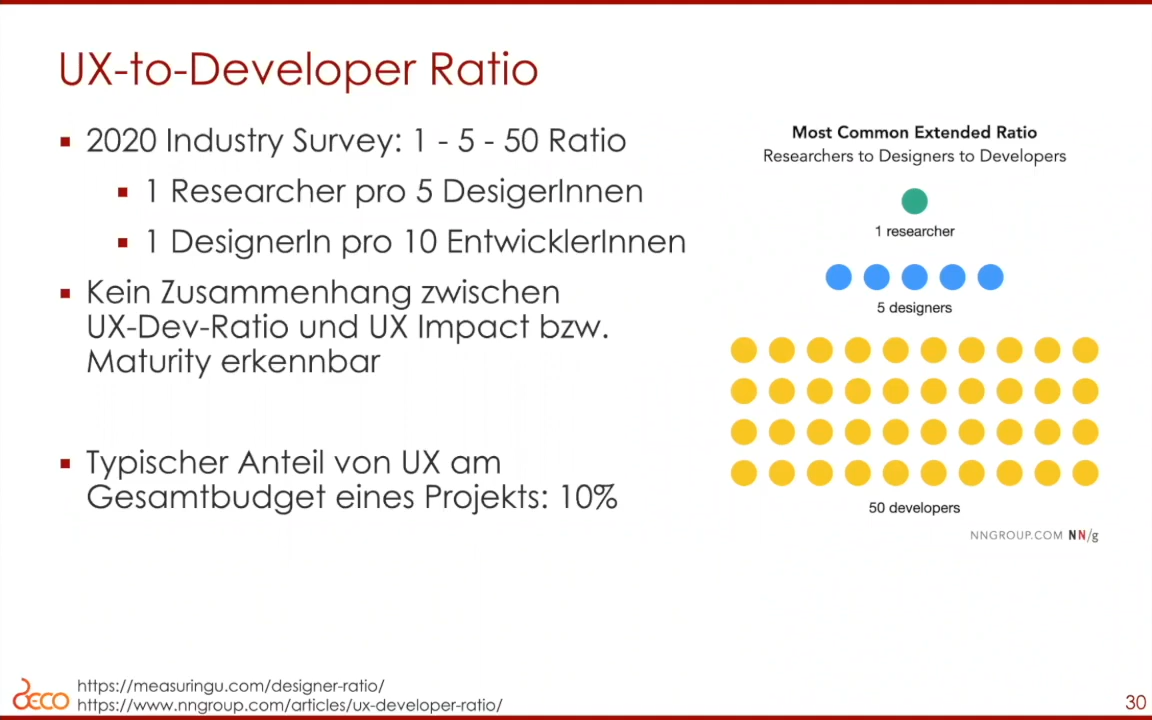 UX-to-Developer Ratio
2020 Industry Survey: 1 - 5 - 50 Ratio
1 Researcher pro 5 DesigerInnen
1 DesignerIn pro 10 EntwicklerInnen
Kein Zusammenhang zwischen
UX-Dev-Ratio und UX Impact bzw.
Maturity erkennbar
Typischer Anteil von UX am
Gesamtbudget eines Projekts: 10%
Most Common Extended Ratio
Researchers to Designers to Developers
1 researcher
5 designers
50 developers
NNGROUP.COM NN/g
DECO
https://measuringu.com/designer-ratio/
https://www.nngroup.com/articles/ux-developer-ratio/
30